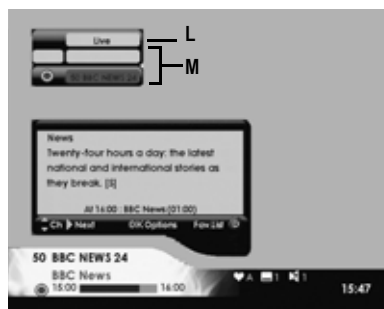 Live
L
M
50 BBC NEWS 24
News
Twenty-four hours a day: the latest
national and international stories as
they break. [S]
At 16:00 : BBC News (01:00)
Ch Next OK Options Fav List
50 BBC NEWS 24
BBC News
15:00 16:00
A 1 1
15:47